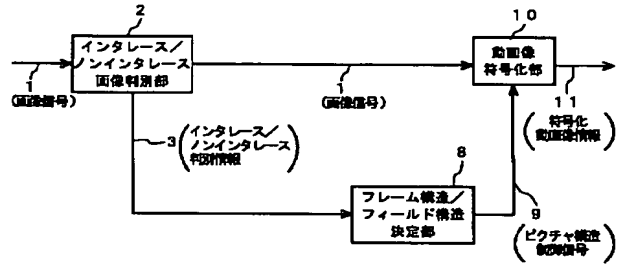 2
インタレース／
ノンインタレース
画像判別部
1
(画像信号)
1
(画像信号)
10
動画像
符号化部
11
(符号化
動画像情報)
3
(インタレース／
ノンインタレース
判別情報)
8
フレーム構造／
フィールド構造
決定部
9
(ピクチャ構造
制御信号)